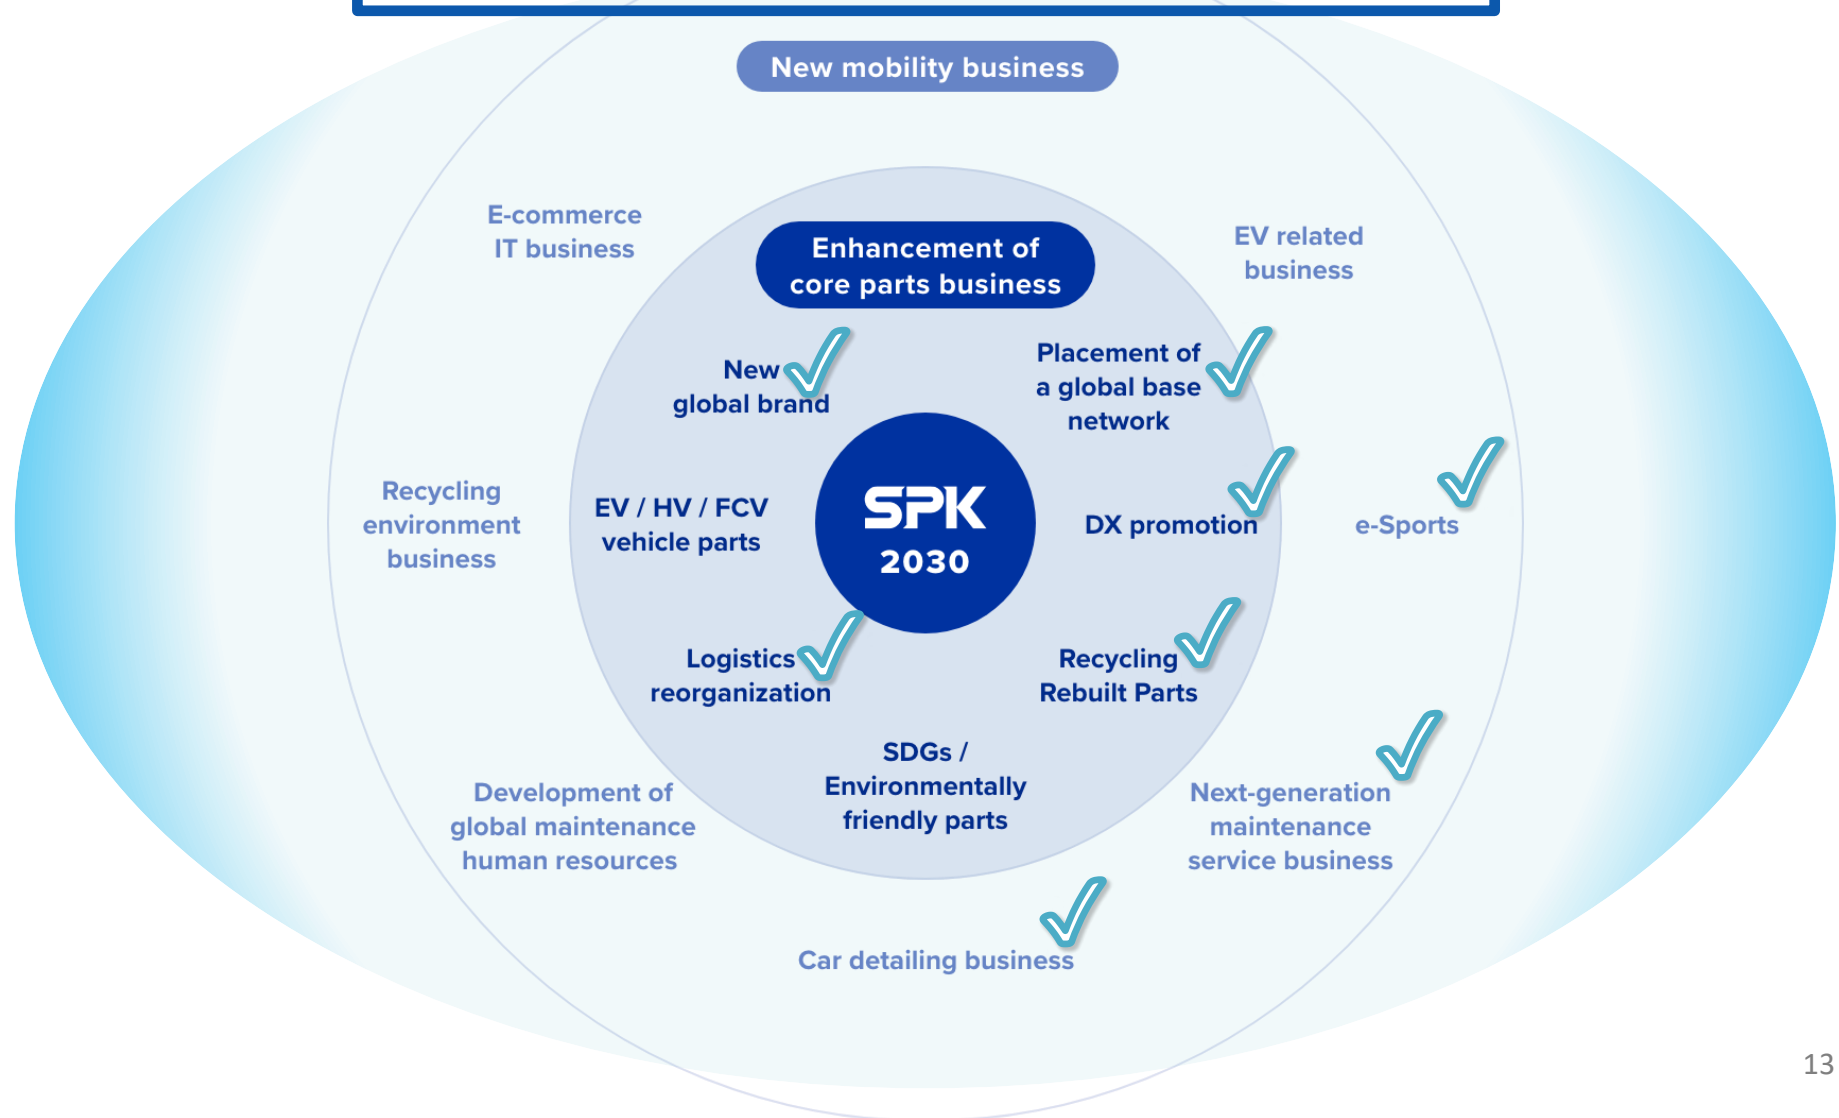 New mobility business
E-commerce
IT business
EV related
business
Enhancement of
core parts business
New
global brand
Placement of
a global base
network
Recycling
environment
business
EV / HV / FCV
vehicle parts
SPK
2030
DX promotion
e-Sports
Logistics
reorganization
Recycling
Rebuilt Parts
SDGs /
Environmentally
friendly parts
Development of
global maintenance
human resources
Next-generation
maintenance
service business
Car detailing business
13